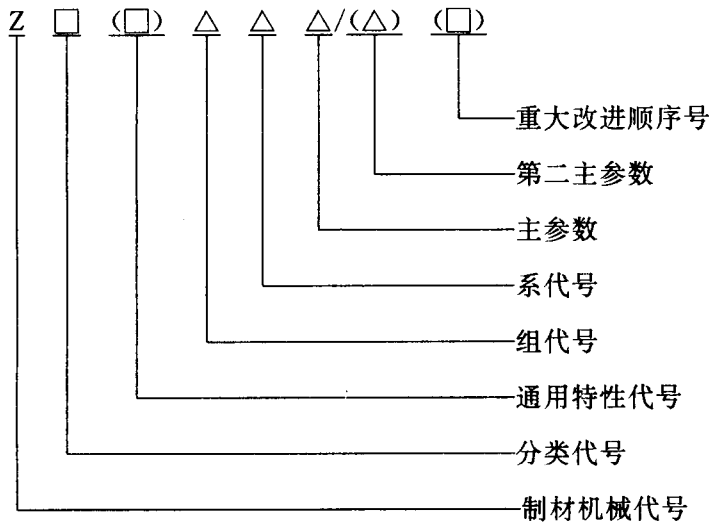 Z □ (□) △ △ △/(△) (□)
重大改进顺序号
第二主参数
主参数
系代号
组代号
通用特性代号
分类代号
制材机械代号